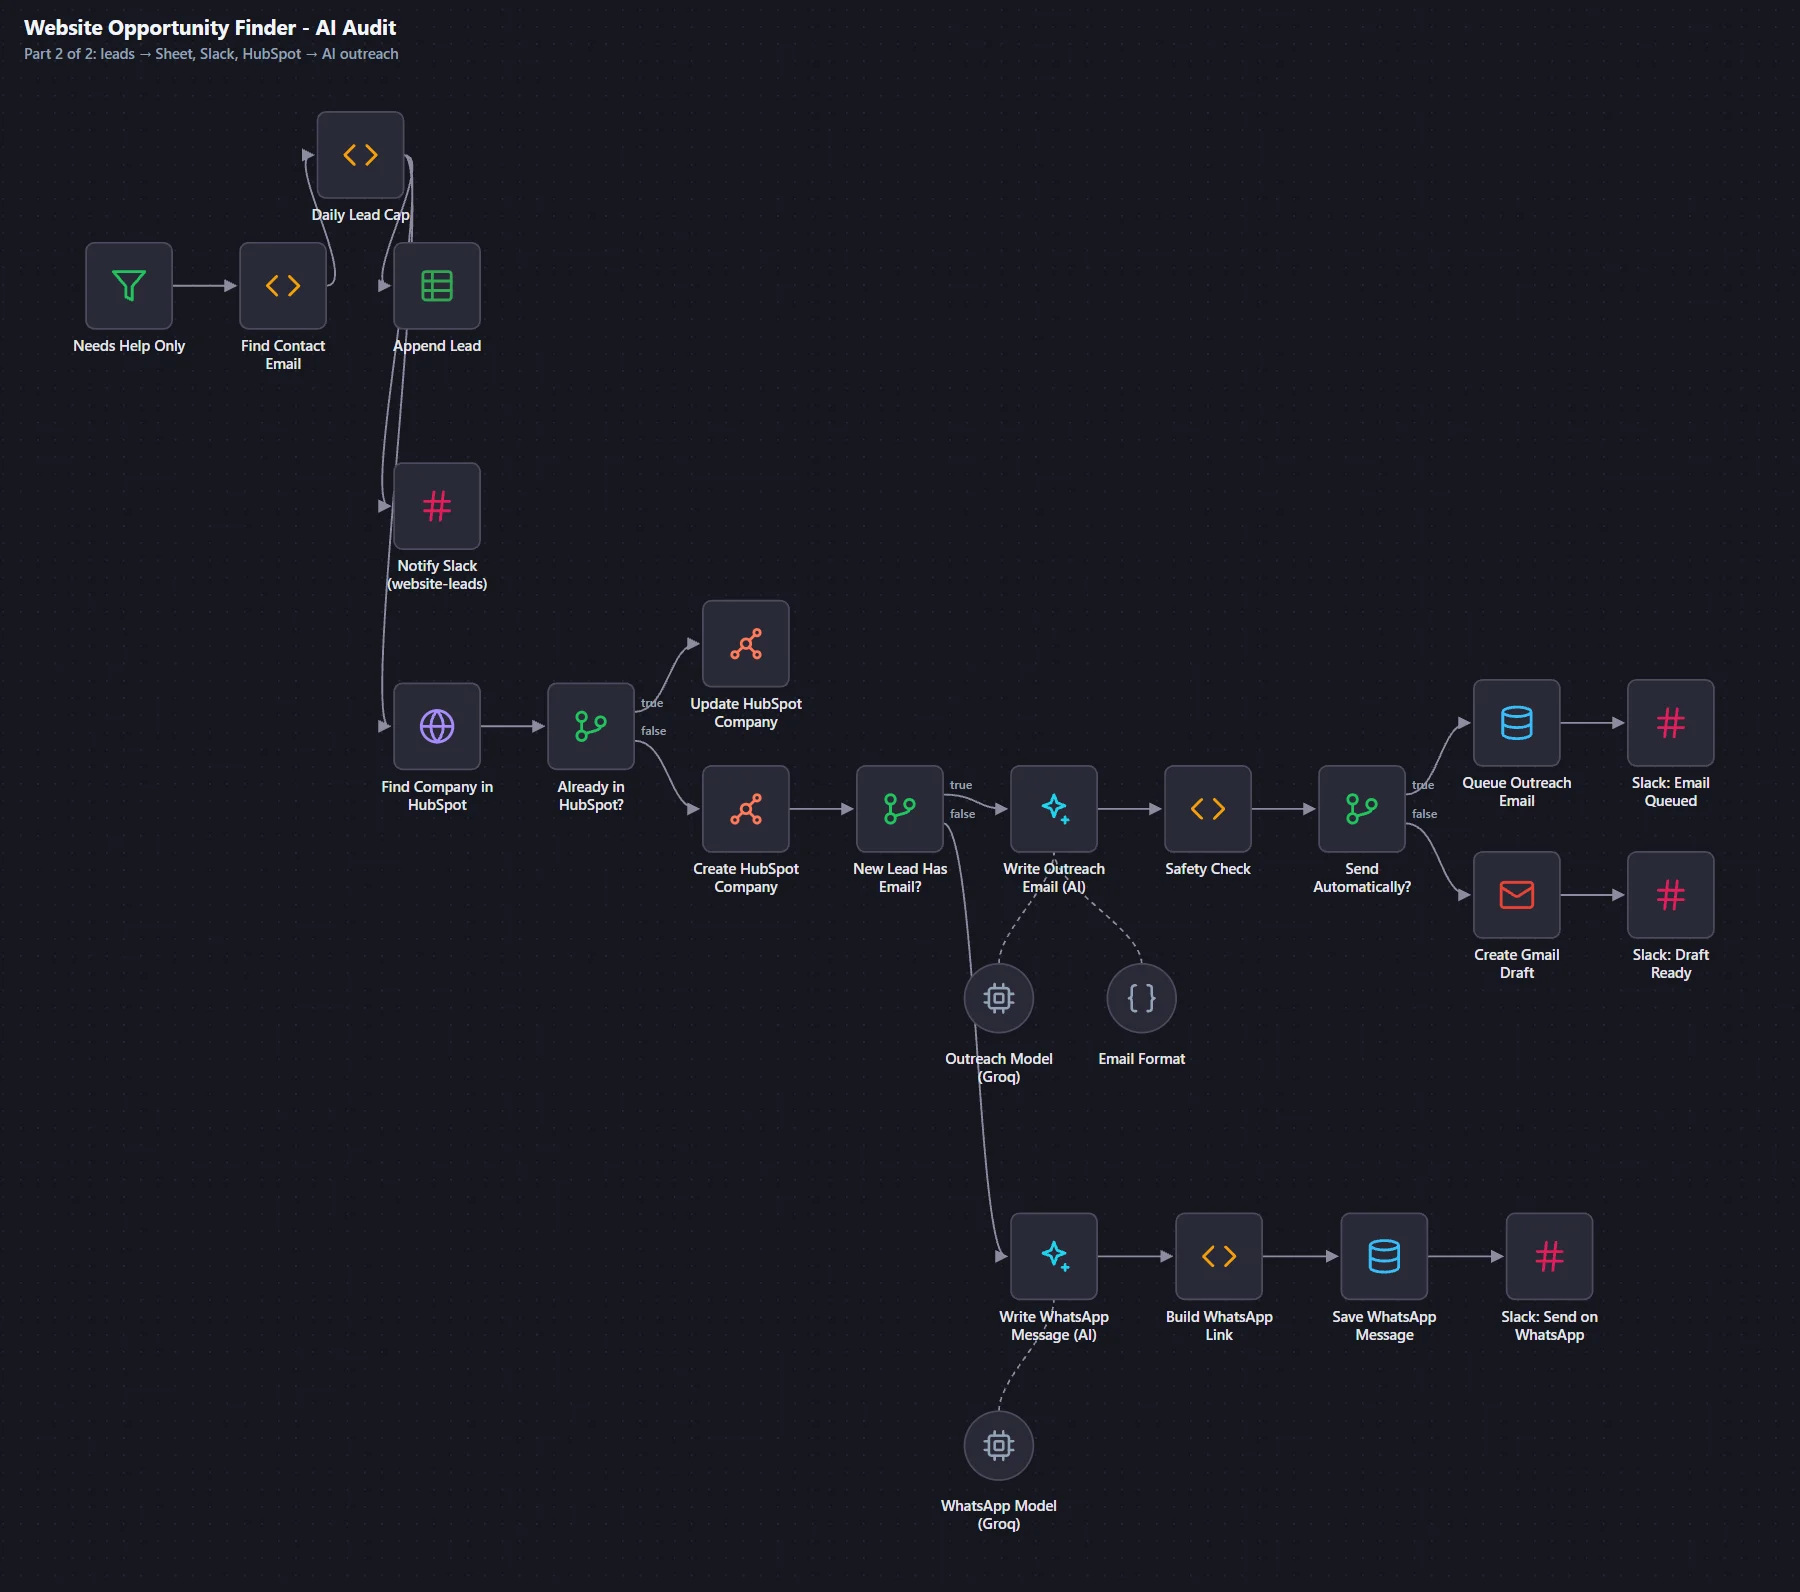 Website Opportunity Finder - AI Audit
Part 2 of 2: leads → Sheet, Slack, HubSpot → AI outreach
Daily Lead Cap
Needs Help Only
Find Contact
Email
Append Lead
Notify Slack
(website-leads)
Find Company in
HubSpot
Already in
HubSpot?
true
false
Update HubSpot
Company
Create HubSpot
Company
New Lead Has
Email?
true
false
Write Outreach
Email (AI)
Safety Check
Send
Automatically?
true
false
Queue Outreach
Email
Slack: Email
Queued
Create Gmail
Draft
Slack: Draft
Ready
Outreach Model
(Groq)
Email Format
Write WhatsApp
Message (AI)
Build WhatsApp
Link
Save WhatsApp
Message
Slack: Send on
WhatsApp
WhatsApp Model
(Groq)